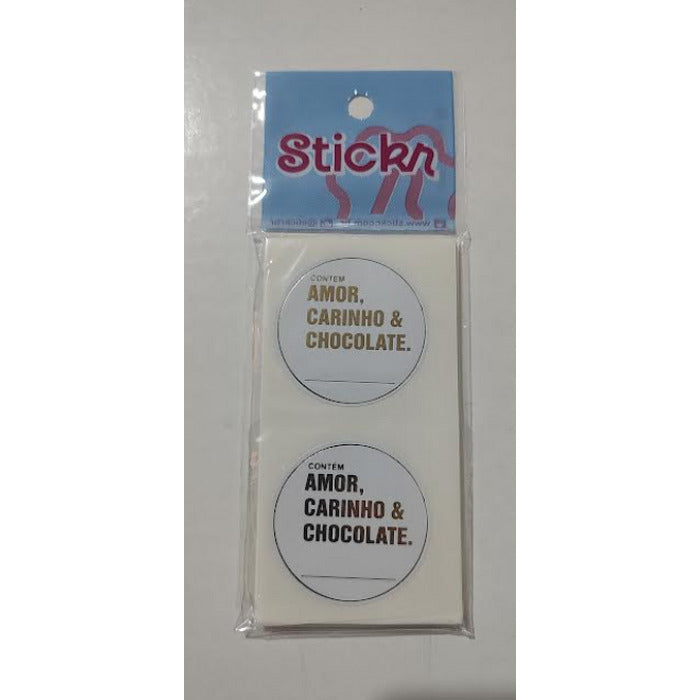 Stickr
CONTEM
AMOR,
CARINHO &
CHOCOLATE.
CONTEM
AMOR,
CARINHO &
CHOCOLATE.